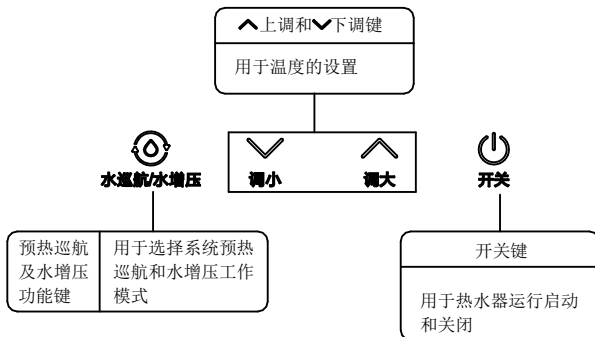 上调和下调键
用于温度的设置
水巡航/水增压
调小
调大
开关
预热巡航
及水增压
功能键
用于选择系统预热
巡航和水增压工作
模式
开关键
用于热水器运行启动
和关闭